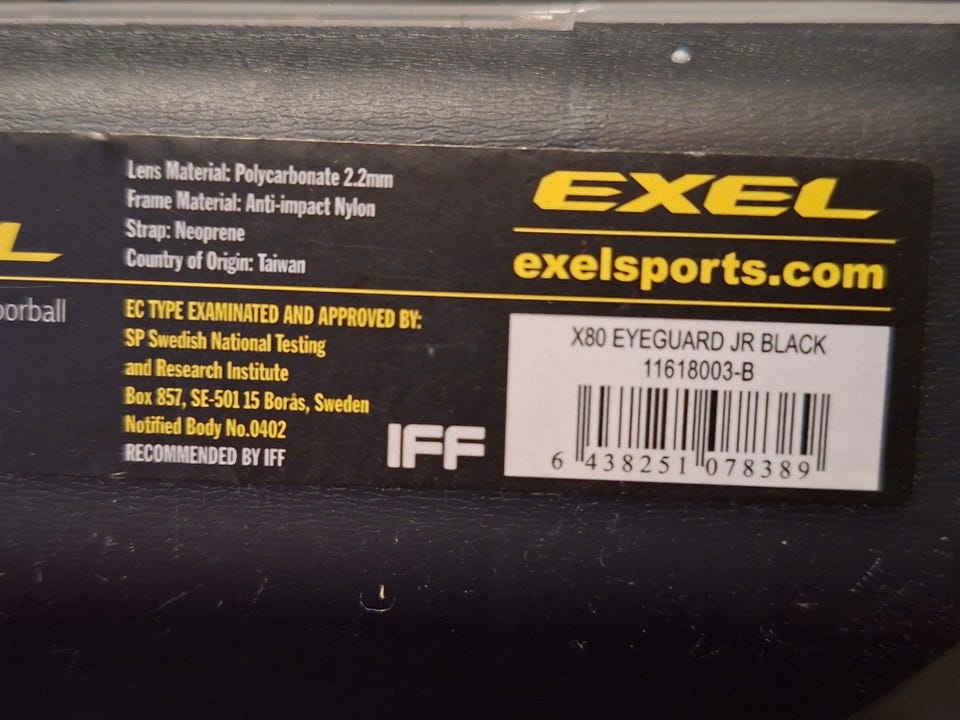 Lens Material: Polycarbonate 2.2mm
Frame Material: Anti-impact Nylon
Strap: Neoprene
Country of Origin: Taiwan
EC TYPE EXAMINATED AND APPROVED BY:
SP Swedish National Testing
and Research Institute
Box 857, SE-501 15 Borås, Sweden
Notified Body No.0402
RECOMMENDED BY IFF
IFF
EXEL
exelsports.com
X80 EYEGUARD JR BLACK
11618003-B
6 438251 078389